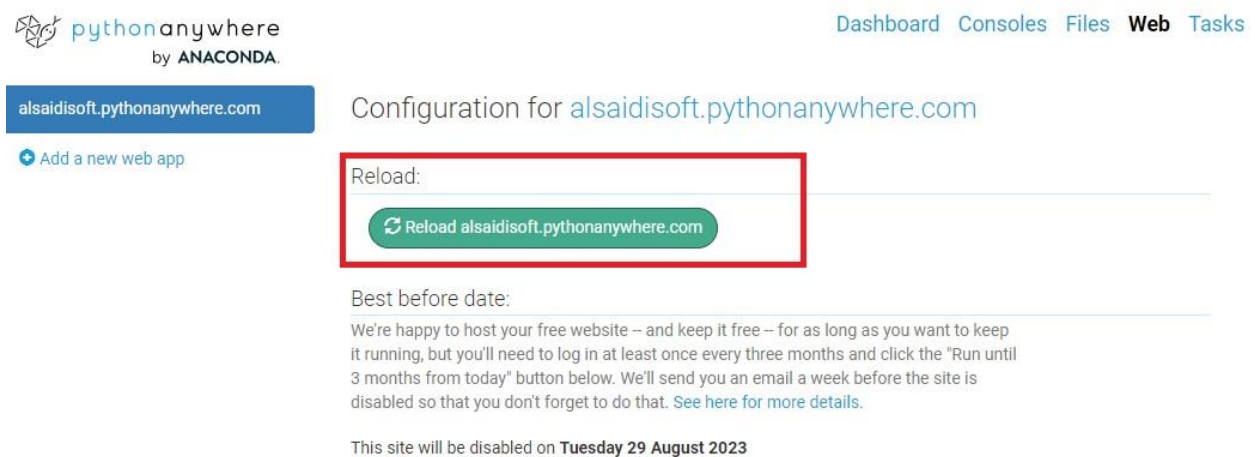 pythonanywhere
by ANACONDA.
Dashboard Consoles Files Web Tasks
alsaidisoft.pythonanywhere.com
Add a new web app
Configuration for alsaidisoft.pythonanywhere.com
Reload:
Reload alsaidisoft.pythonanywhere.com
Best before date:
We're happy to host your free website -- and keep it free -- for as long as you want to keep
it running, but you'll need to log in at least once every three months and click the "Run until
3 months from today" button below. We'll send you an email a week before the site is
disabled so that you don't forget to do that. See here for more details.
This site will be disabled on Tuesday 29 August 2023